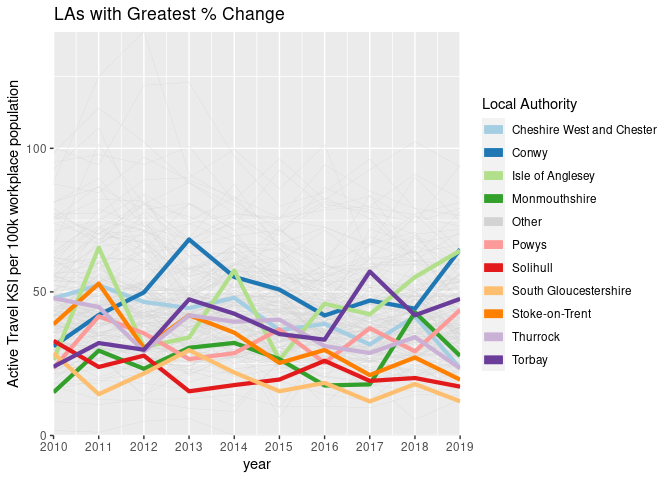 LAs with Greatest % Change
Active Travel KSI per 100k workplace population
100
50
0
2010 2011 2012 2013 2014 2015 2016 2017 2018 2019
year
Local Authority
Cheshire West and Chester
Conwy
Isle of Anglesey
Monmouthshire
Other
Powys
Solihull
South Gloucestershire
Stoke-on-Trent
Thurrock
Torbay